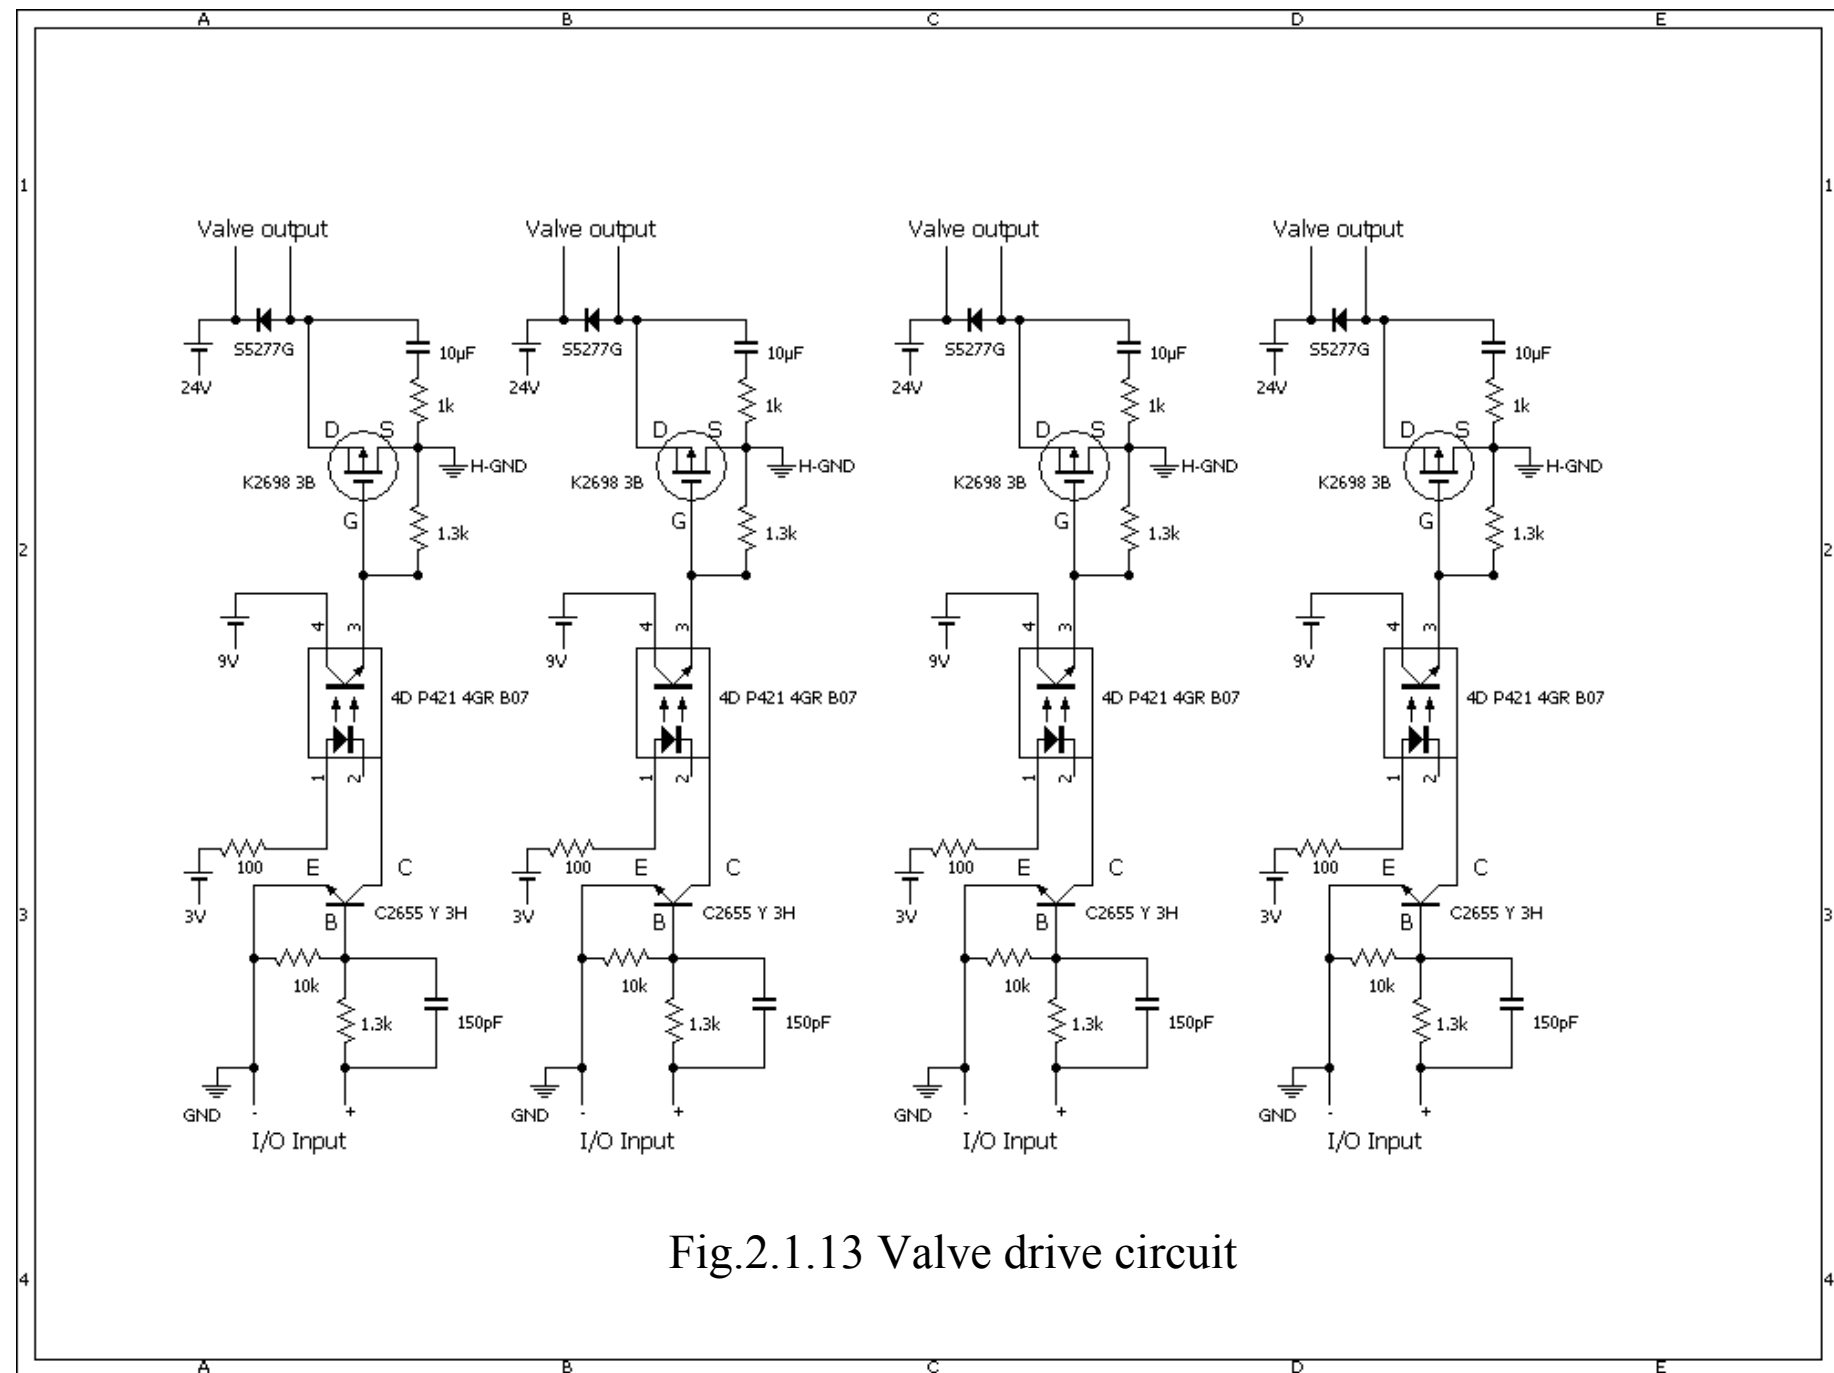 A B C D E
1 1
Valve output Valve output Valve output Valve output
S5277G 10µF S5277G 10µF S5277G 10µF S5277G 10µF
24V 1k 24V 1k 24V 1k 24V 1k
D S D S D S D S
K2698 3B H-GND K2698 3B H-GND K2698 3B H-GND K2698 3B H-GND
G 1.3k G 1.3k G 1.3k G 1.3k
2 2
4 3 4 3 4 3 4 3
9V 9V 9V 9V
4D P421 4GR B07 4D P421 4GR B07 4D P421 4GR B07 4D P421 4GR B07
1 2 1 2 1 2 1 2
100 E C 100 E C 100 E C 100 E C
3 3V B C2655 Y 3H 3V B C2655 Y 3H 3V B C2655 Y 3H 3V B C2655 Y 3H 3
10k 10k 10k 10k
1.3k 150pF 1.3k 150pF 1.3k 150pF 1.3k 150pF
GND - + GND - + GND - + GND - +
I/O Input I/O Input I/O Input I/O Input
Fig.2.1.13 Valve drive circuit
4 4
A B C D E